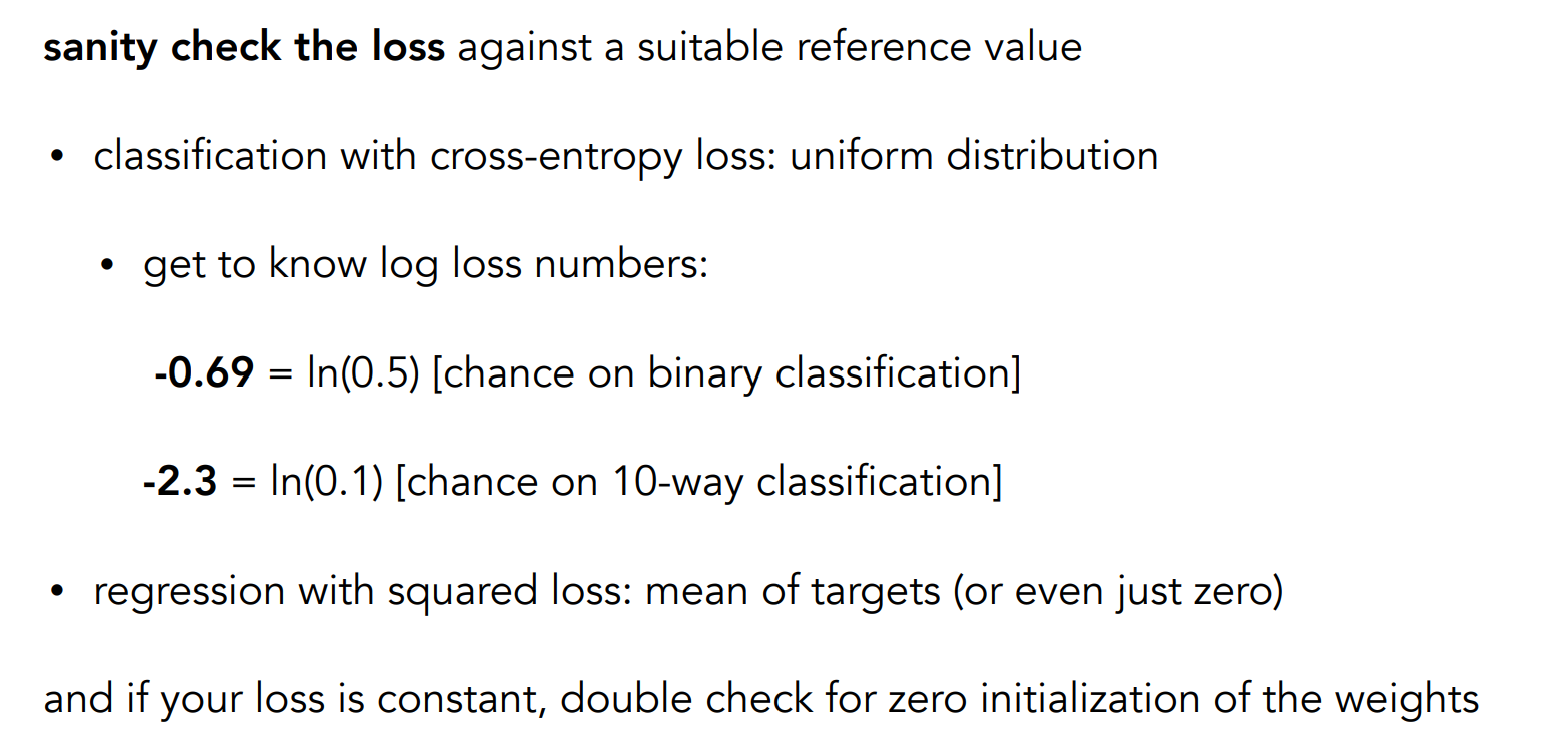 sanity check the loss against a suitable reference value
• classification with cross-entropy loss: uniform distribution
• get to know log loss numbers:
-0.69 = ln(0.5) [chance on binary classification]
-2.3 = ln(0.1) [chance on 10-way classification]
• regression with squared loss: mean of targets (or even just zero)
and if your loss is constant, double check for zero initialization of the weights